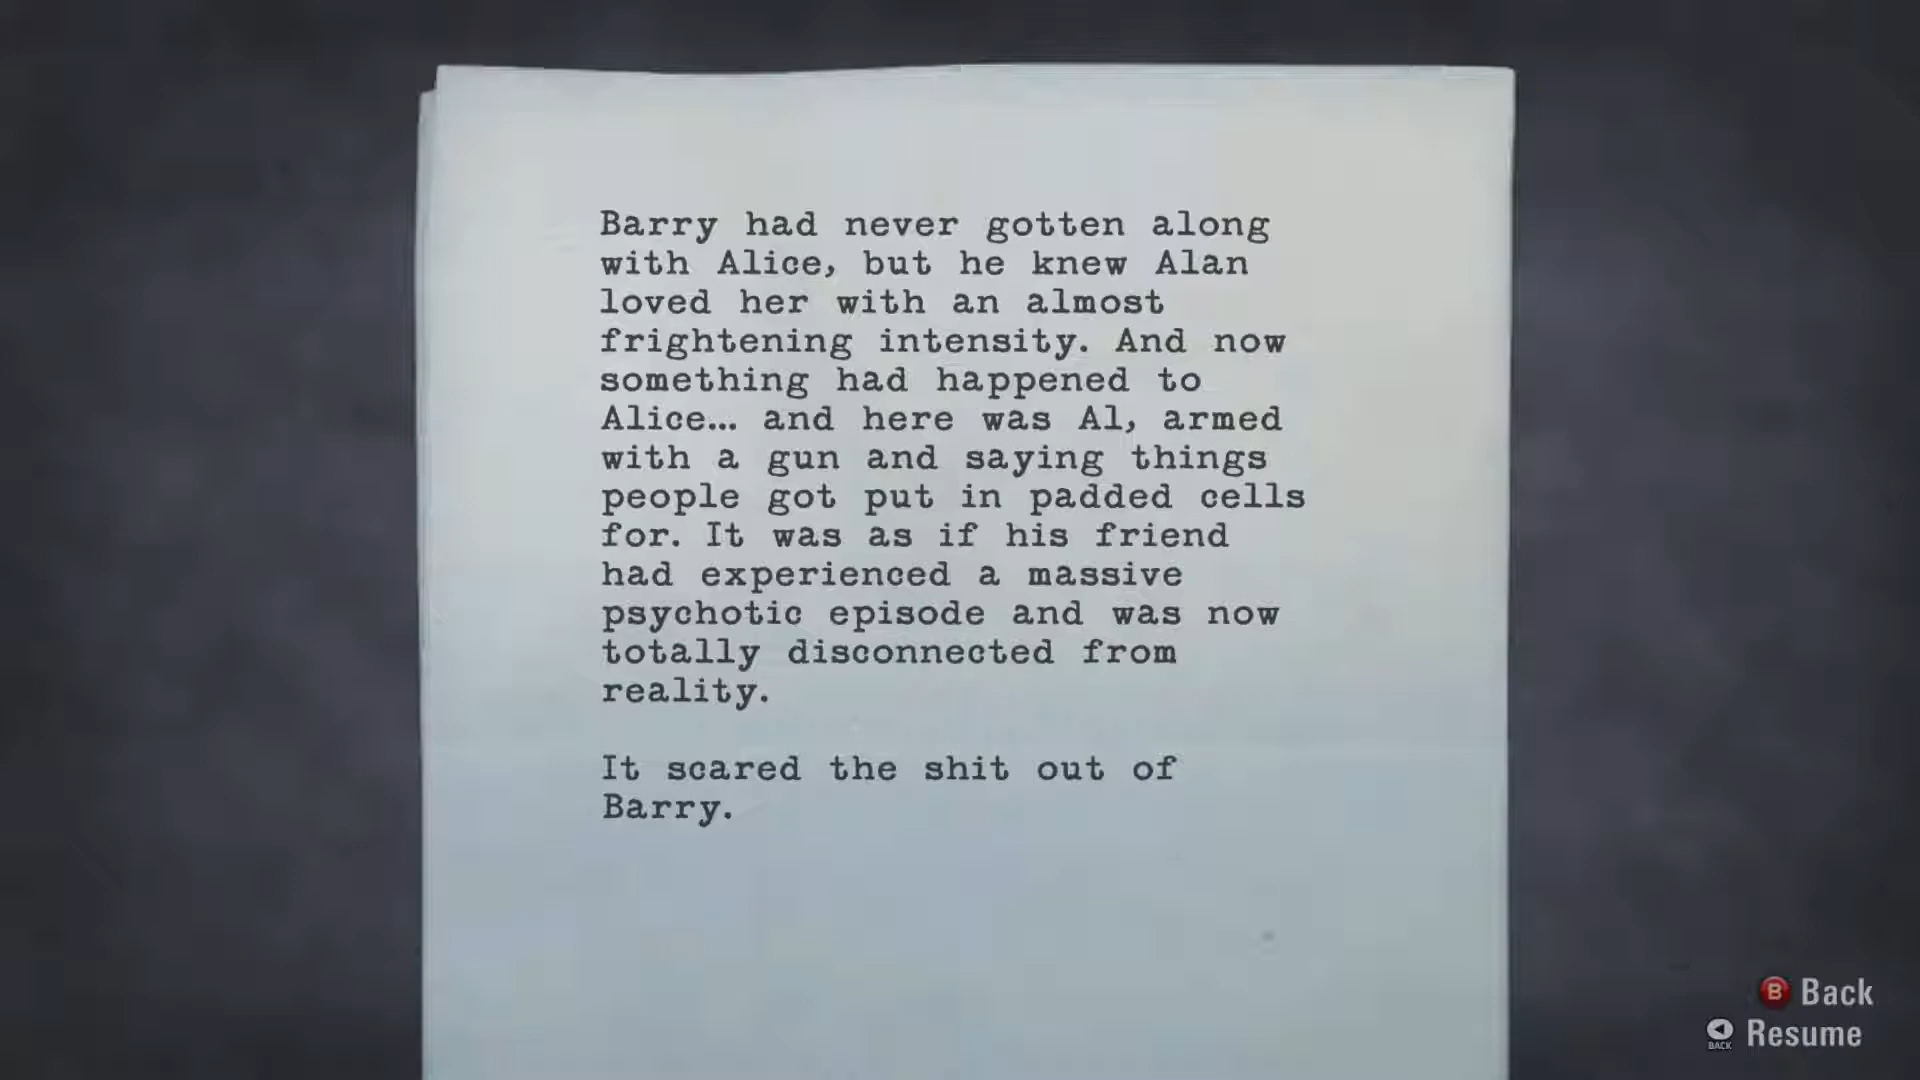 Barry had never gotten along
with Alice, but he knew Alan
loved her with an almost
frightening intensity. And now
something had happened to
Alice… and here was Al, armed
with a gun and saying things
people got put in padded cells
for. It was as if his friend
had experienced a massive
psychotic episode and was now
totally disconnected from
reality.

It scared the shit out of
Barry.
B Back
BACK Resume